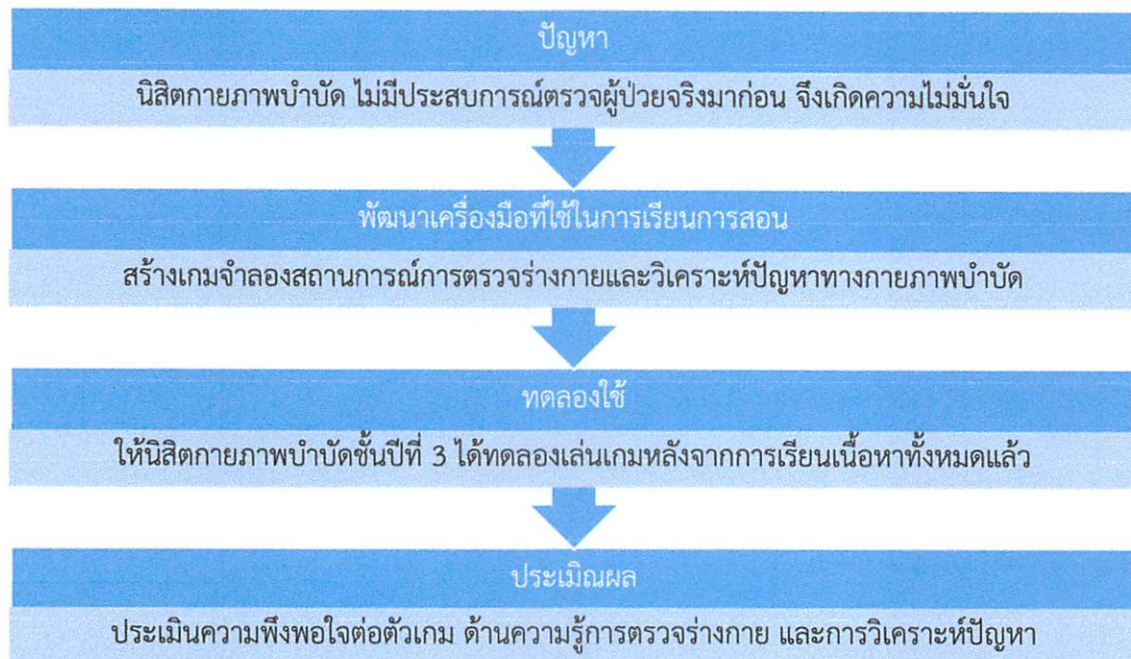 ปัญหา
นิสิตกายภาพบำบัด ไม่มีประสบการณ์ตรวจผู้ป่วยจริงมาก่อน จึงเกิดความไม่มั่นใจ
พัฒนาเครื่องมือที่ใช้ในการเรียนการสอน
สร้างเกมจำลองสถานการณ์การตรวจร่างกายและวิเคราะห์ปัญหาทางกายภาพบำบัด
ทดลองใช้
ให้นิสิตกายภาพบำบัดชั้นปีที่ 3 ได้ทดลองเล่นเกมหลังจากการเรียนเนื้อหาทั้งหมดแล้ว
ประเมิณผล
ประเมินความพึงพอใจต่อตัวเกม ด้านความรู้การตรวจร่างกาย และการวิเคราะห์ปัญหา